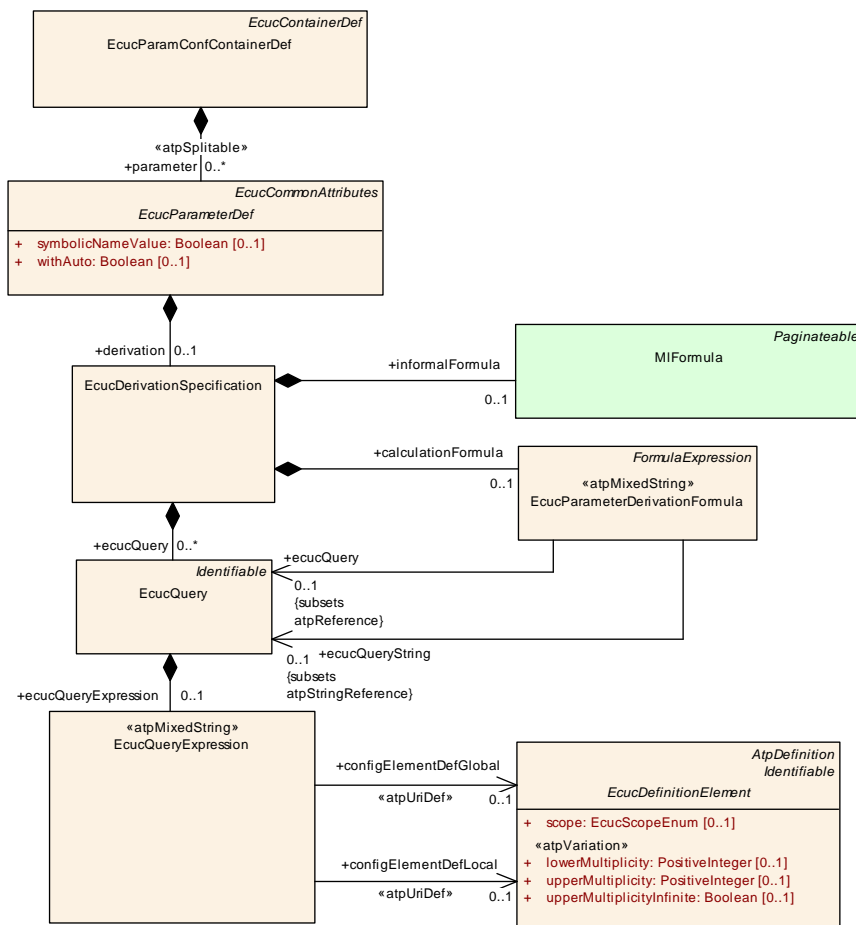 EcucContainerDef
EcucParamConfContainerDef
«atpSplitable»
+parameter 0..*
EcucCommonAttributes
EcucParameterDef
+ symbolicNameValue: Boolean [0..1]
+ withAuto: Boolean [0..1]
+derivation 0..1
EcucDerivationSpecification
+informalFormula
0..1
Paginateable
MlFormula
+calculationFormula
0..1
FormulaExpression
«atpMixedString»
EcucParameterDerivationFormula
+ecucQuery 0..*
Identifiable
EcucQuery
+ecucQuery
0..1
{subsets
atpReference}
+ecucQueryString
0..1
{subsets
atpStringReference}
+ecucQueryExpression 0..1
«atpMixedString»
EcucQueryExpression
+configElementDefGlobal
«atpUriDef» 0..1
+configElementDefLocal
«atpUriDef» 0..1
AtpDefinition
Identifiable
EcucDefinitionElement
+ scope: EcucScopeEnum [0..1]
«atpVariation»
+ lowerMultiplicity: PositiveInteger [0..1]
+ upperMultiplicity: PositiveInteger [0..1]
+ upperMultiplicityInfinite: Boolean [0..1]